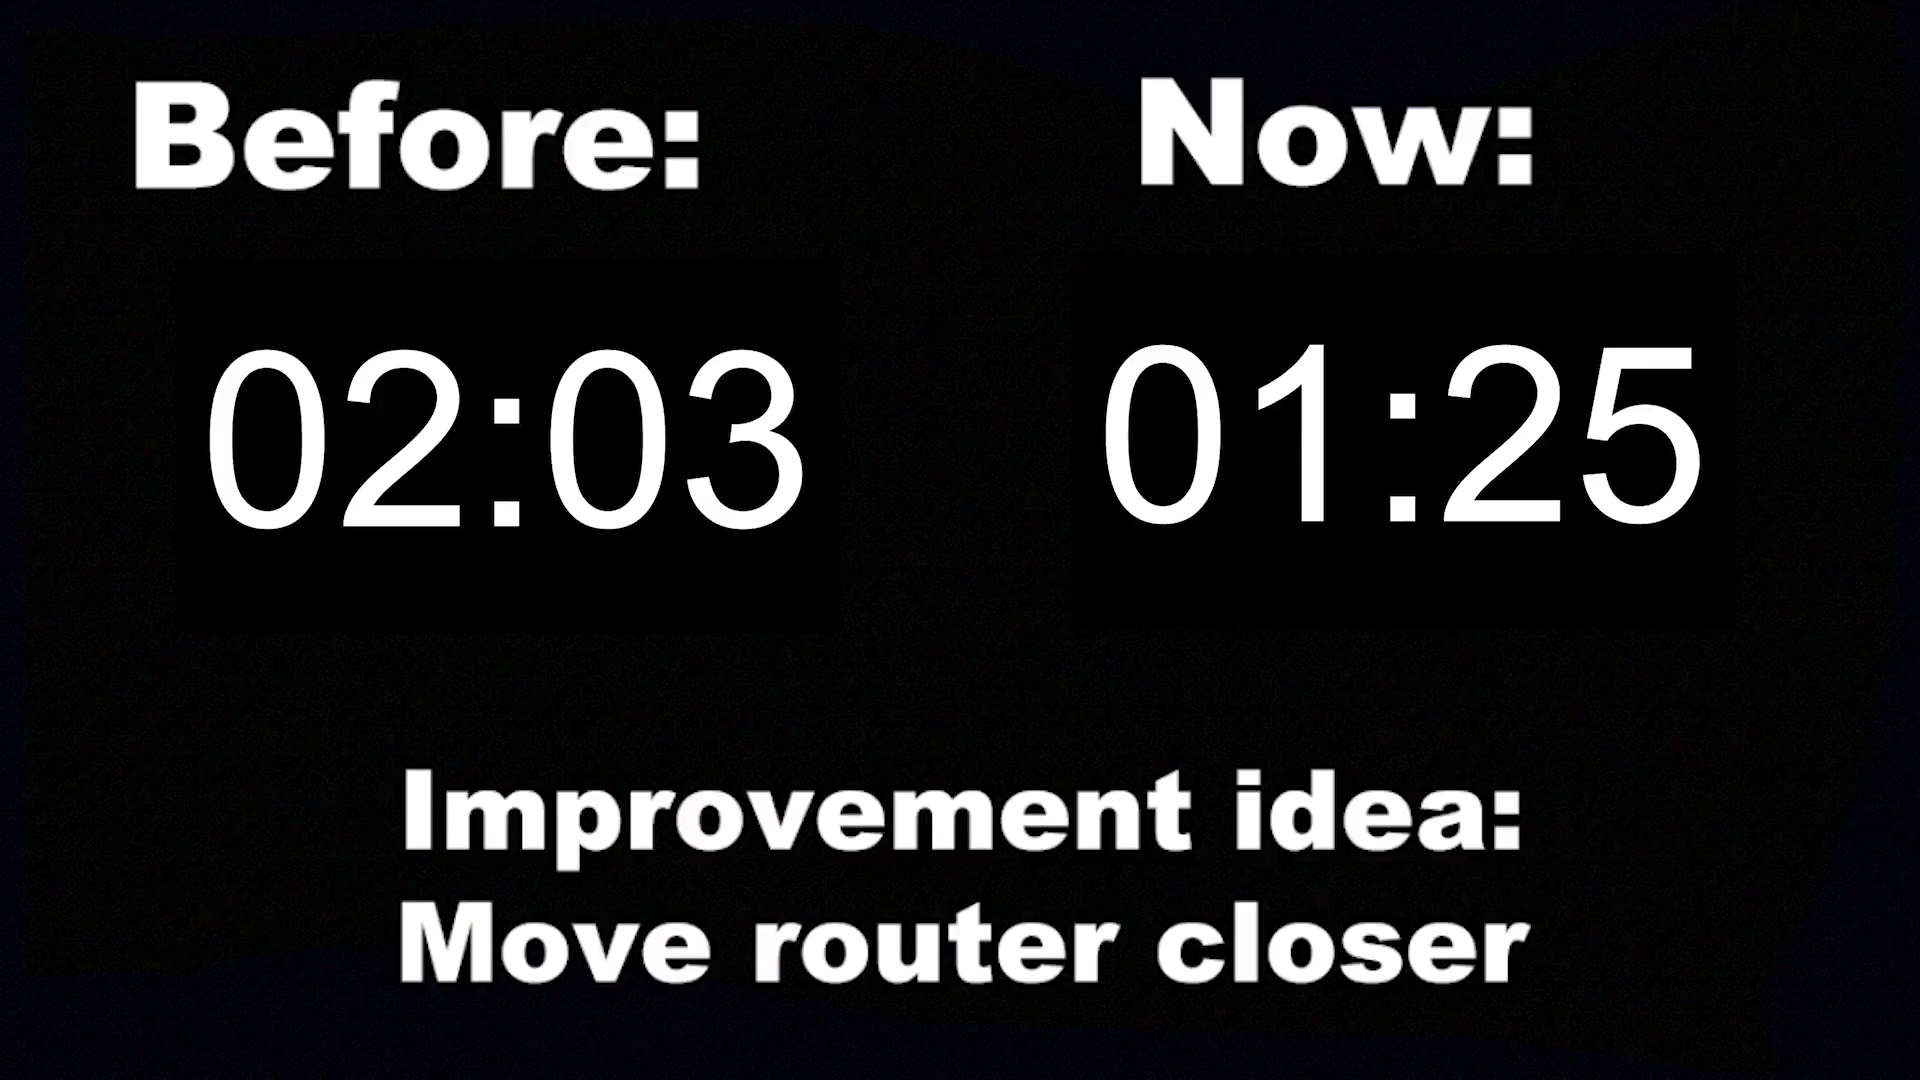 Before:
Now:
02:03
01:25
Improvement idea:
Move router closer